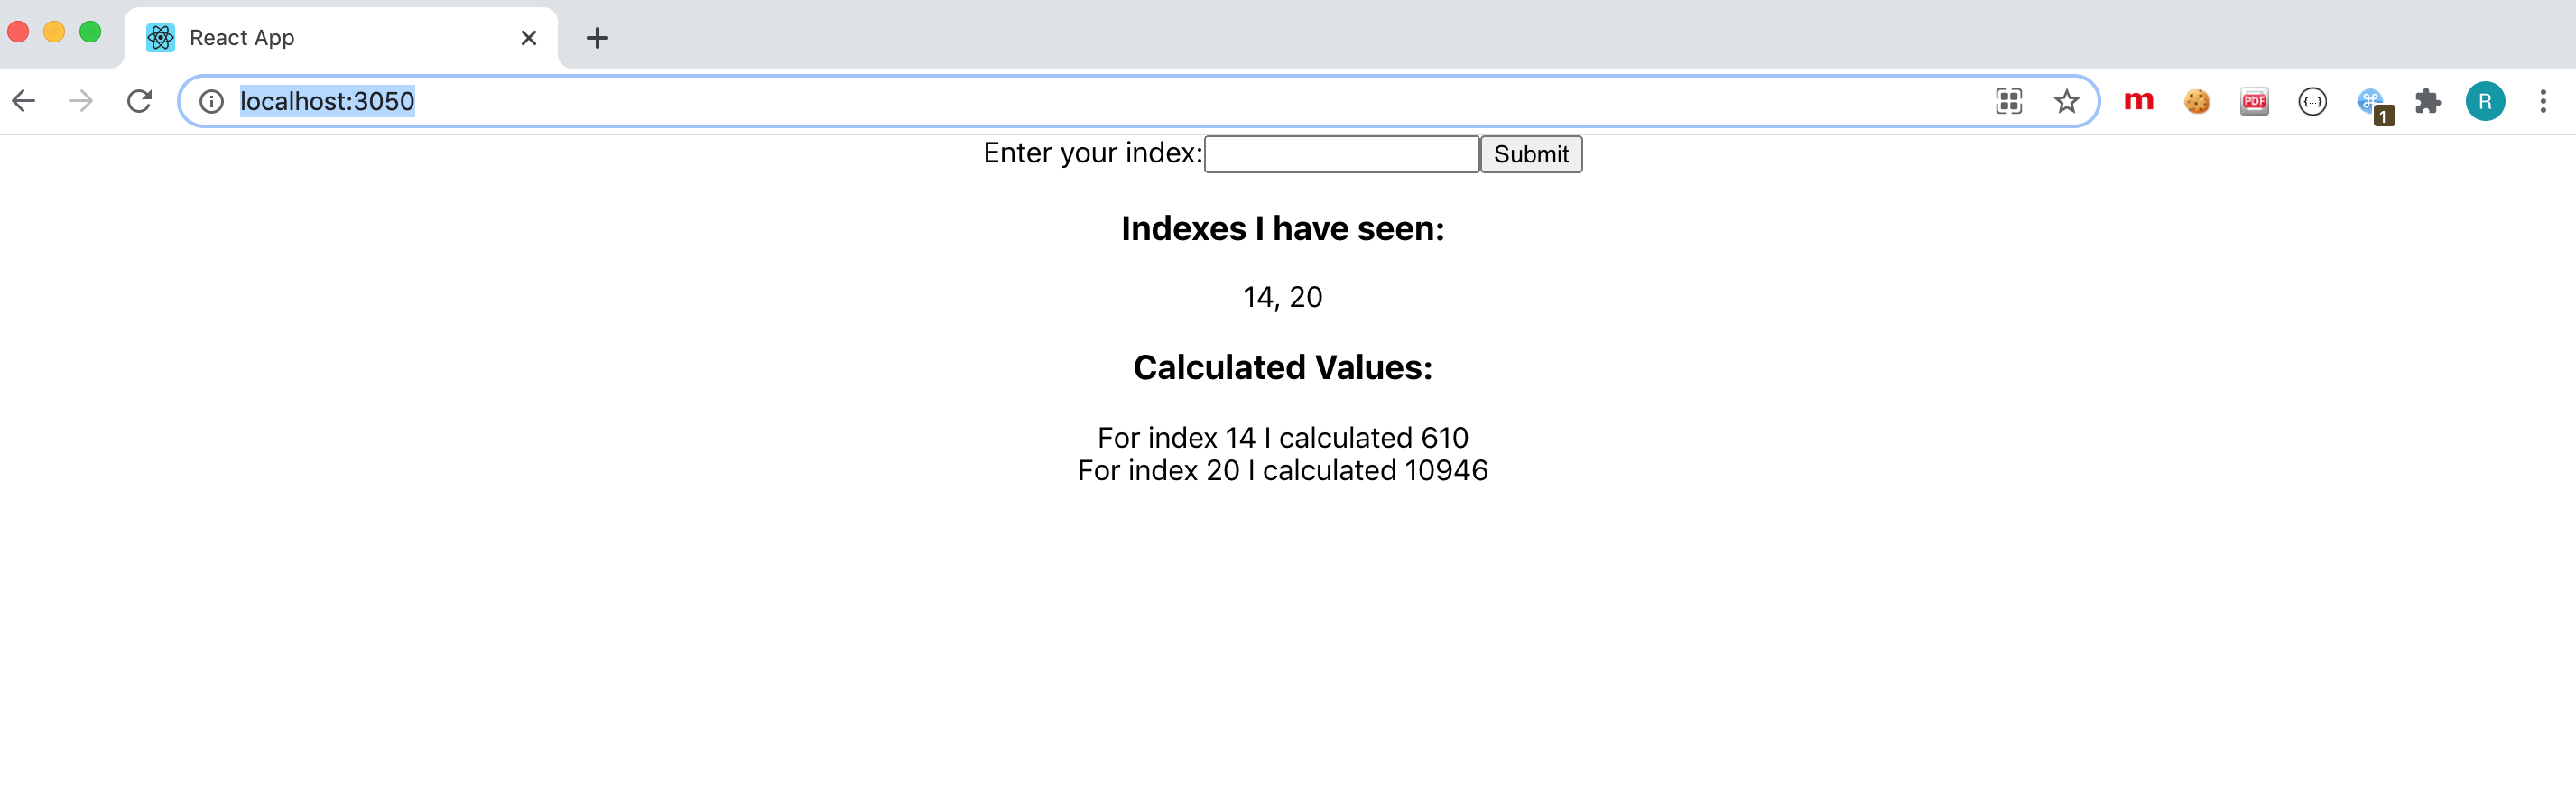 React App
localhost:3050
m
PDF
{...}
1
R
Enter your index: Submit
Indexes I have seen:
14, 20
Calculated Values:
For index 14 I calculated 610
For index 20 I calculated 10946